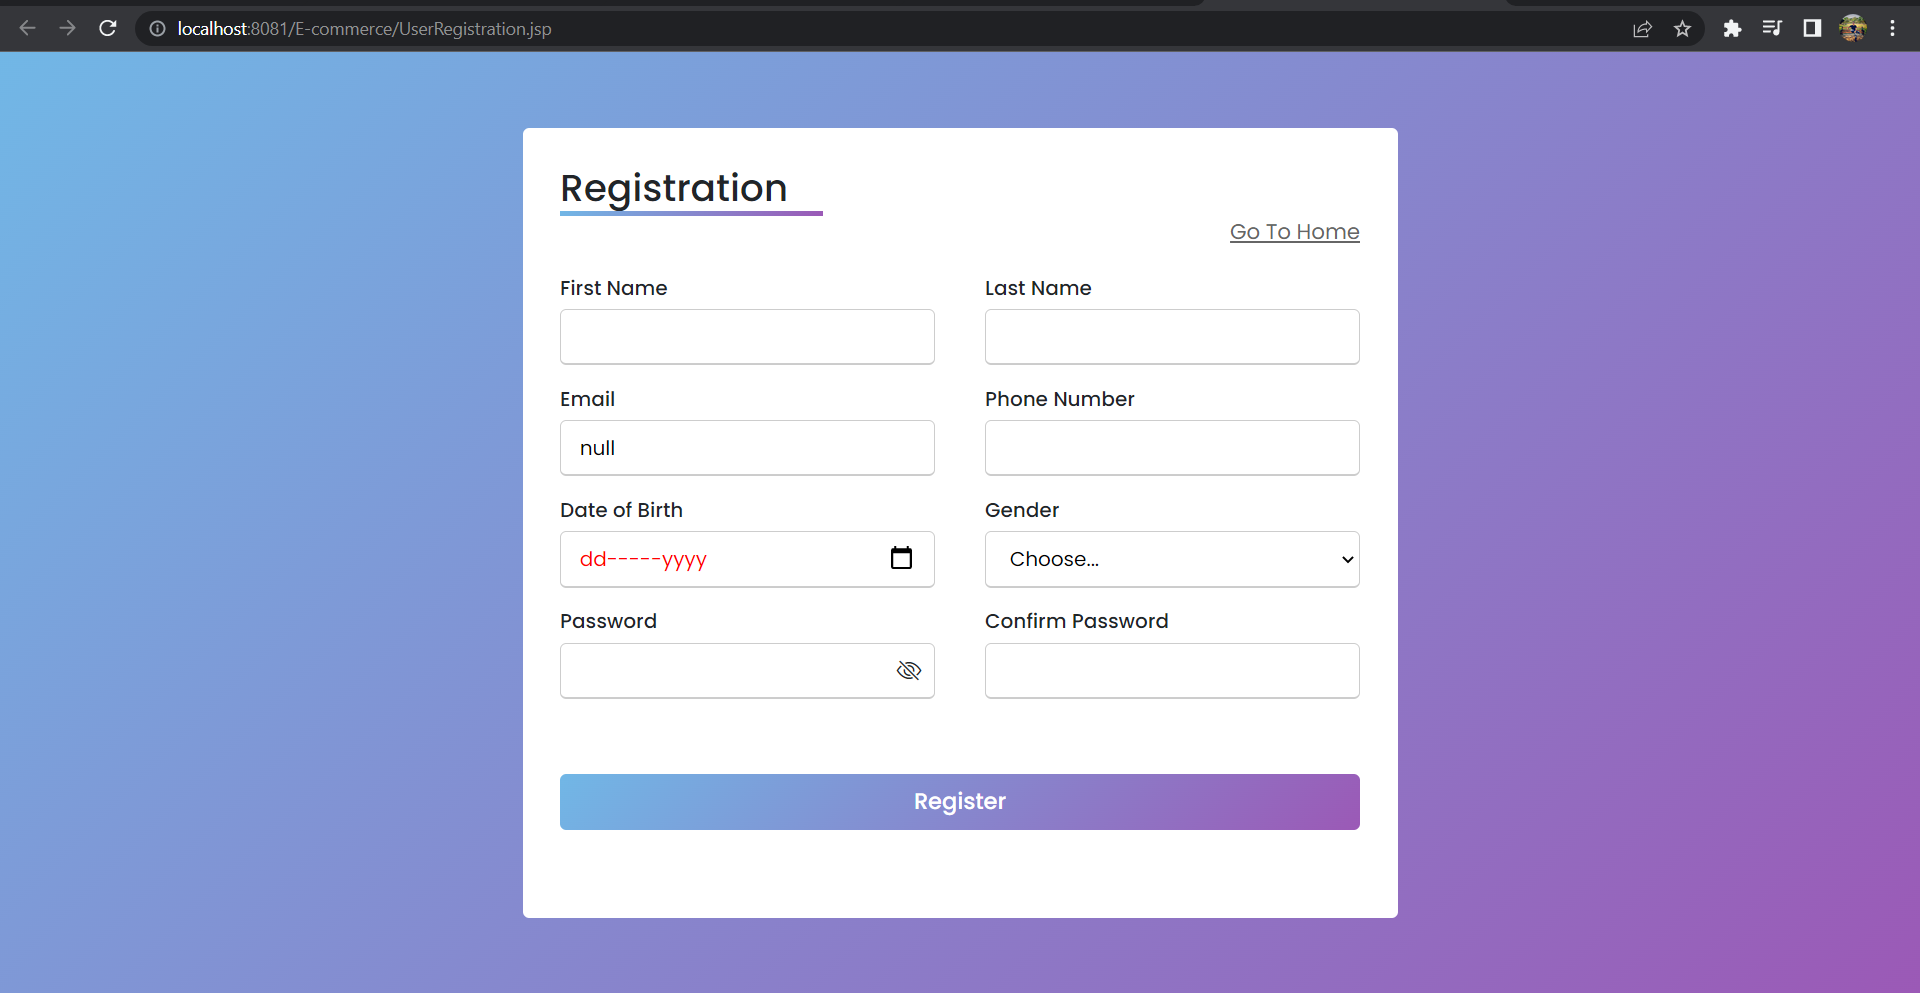 localhost:8081/E-commerce/UserRegistration.jsp
Registration
Go To Home
First Name
Last Name
Email
Phone Number
null
Date of Birth
Gender
dd-----yyyy
Choose...
Password
Confirm Password
Register